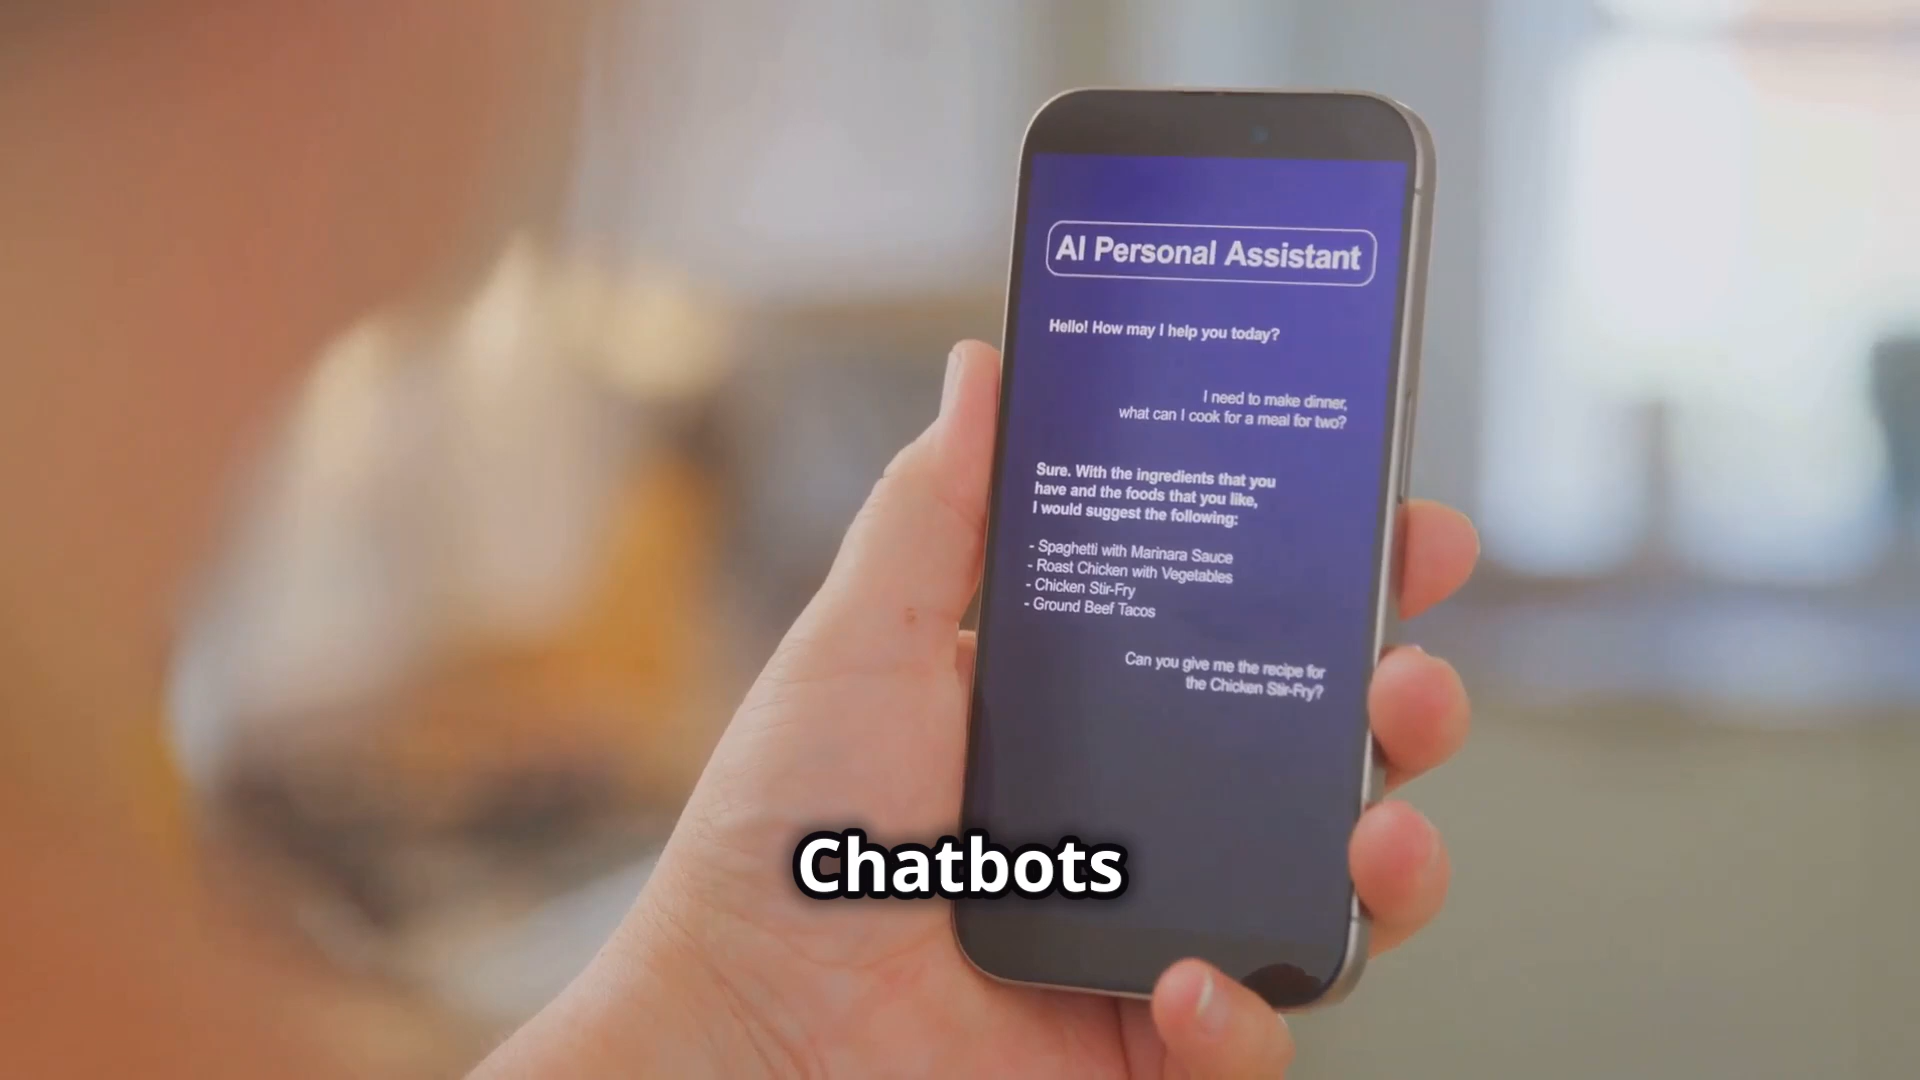 AI Personal Assistant
Hello! How may I help you today?
I need to make dinner,
what can I cook for a meal for two?
Sure. With the ingredients that you
have and the foods that you like,
I would suggest the following:
- Spaghetti with Marinara Sauce
- Roast Chicken with Vegetables
- Chicken Stir-Fry
- Ground Beef Tacos
Can you give me the recipe for
the Chicken Stir-Fry?
Chatbots